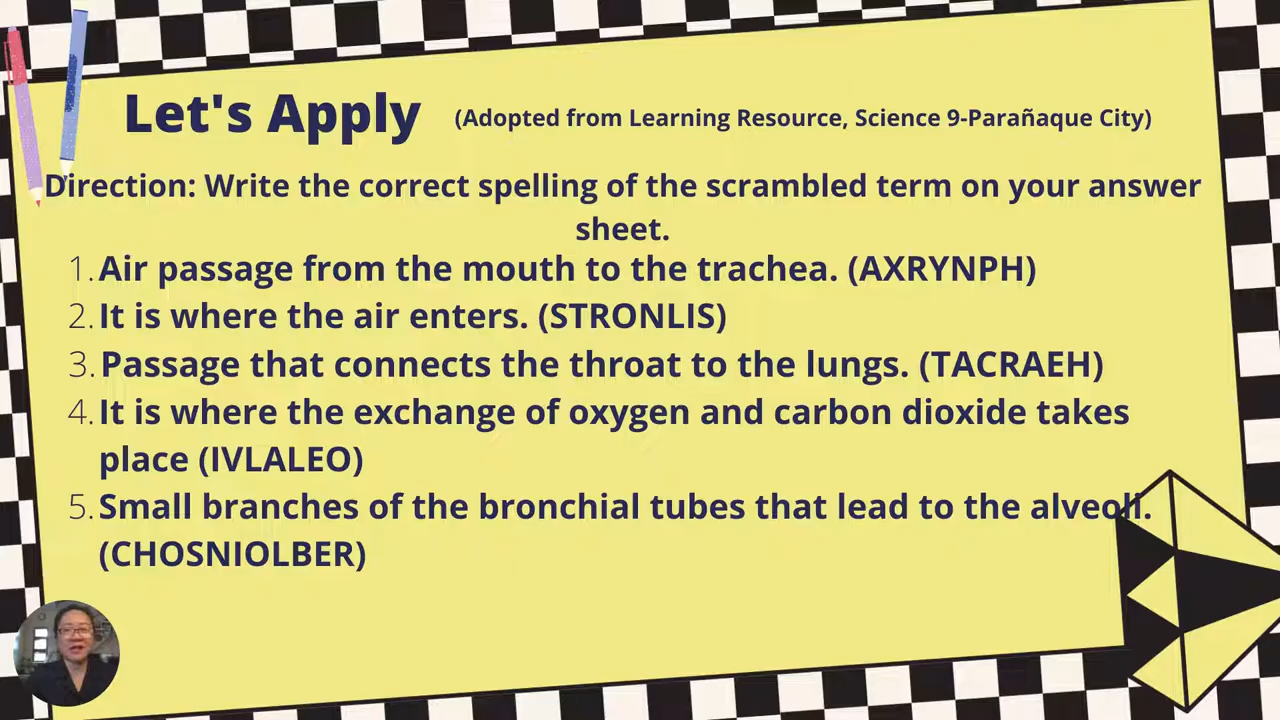 Let's Apply (Adopted from Learning Resource, Science 9-Parañaque City)
Direction: Write the correct spelling of the scrambled term on your answer
sheet.
1. Air passage from the mouth to the trachea. (AXRYNPH)
2. It is where the air enters. (STRONLIS)
3. Passage that connects the throat to the lungs. (TACRAEH)
4. It is where the exchange of oxygen and carbon dioxide takes
place (IVLALEO)
5. Small branches of the bronchial tubes that lead to the alveoli.
(CHOSNIOLBER)